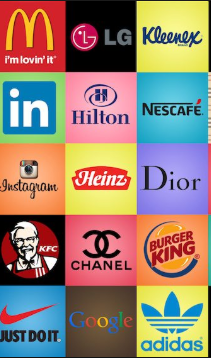 M
i'm lovin' it
LG LG
Kleenex
in
H
Hilton
NESCAFÉ
Instagram
Heinz
Dior
KFC
CHANEL
BURGER
KING
JUST DO IT.
Google
adidas